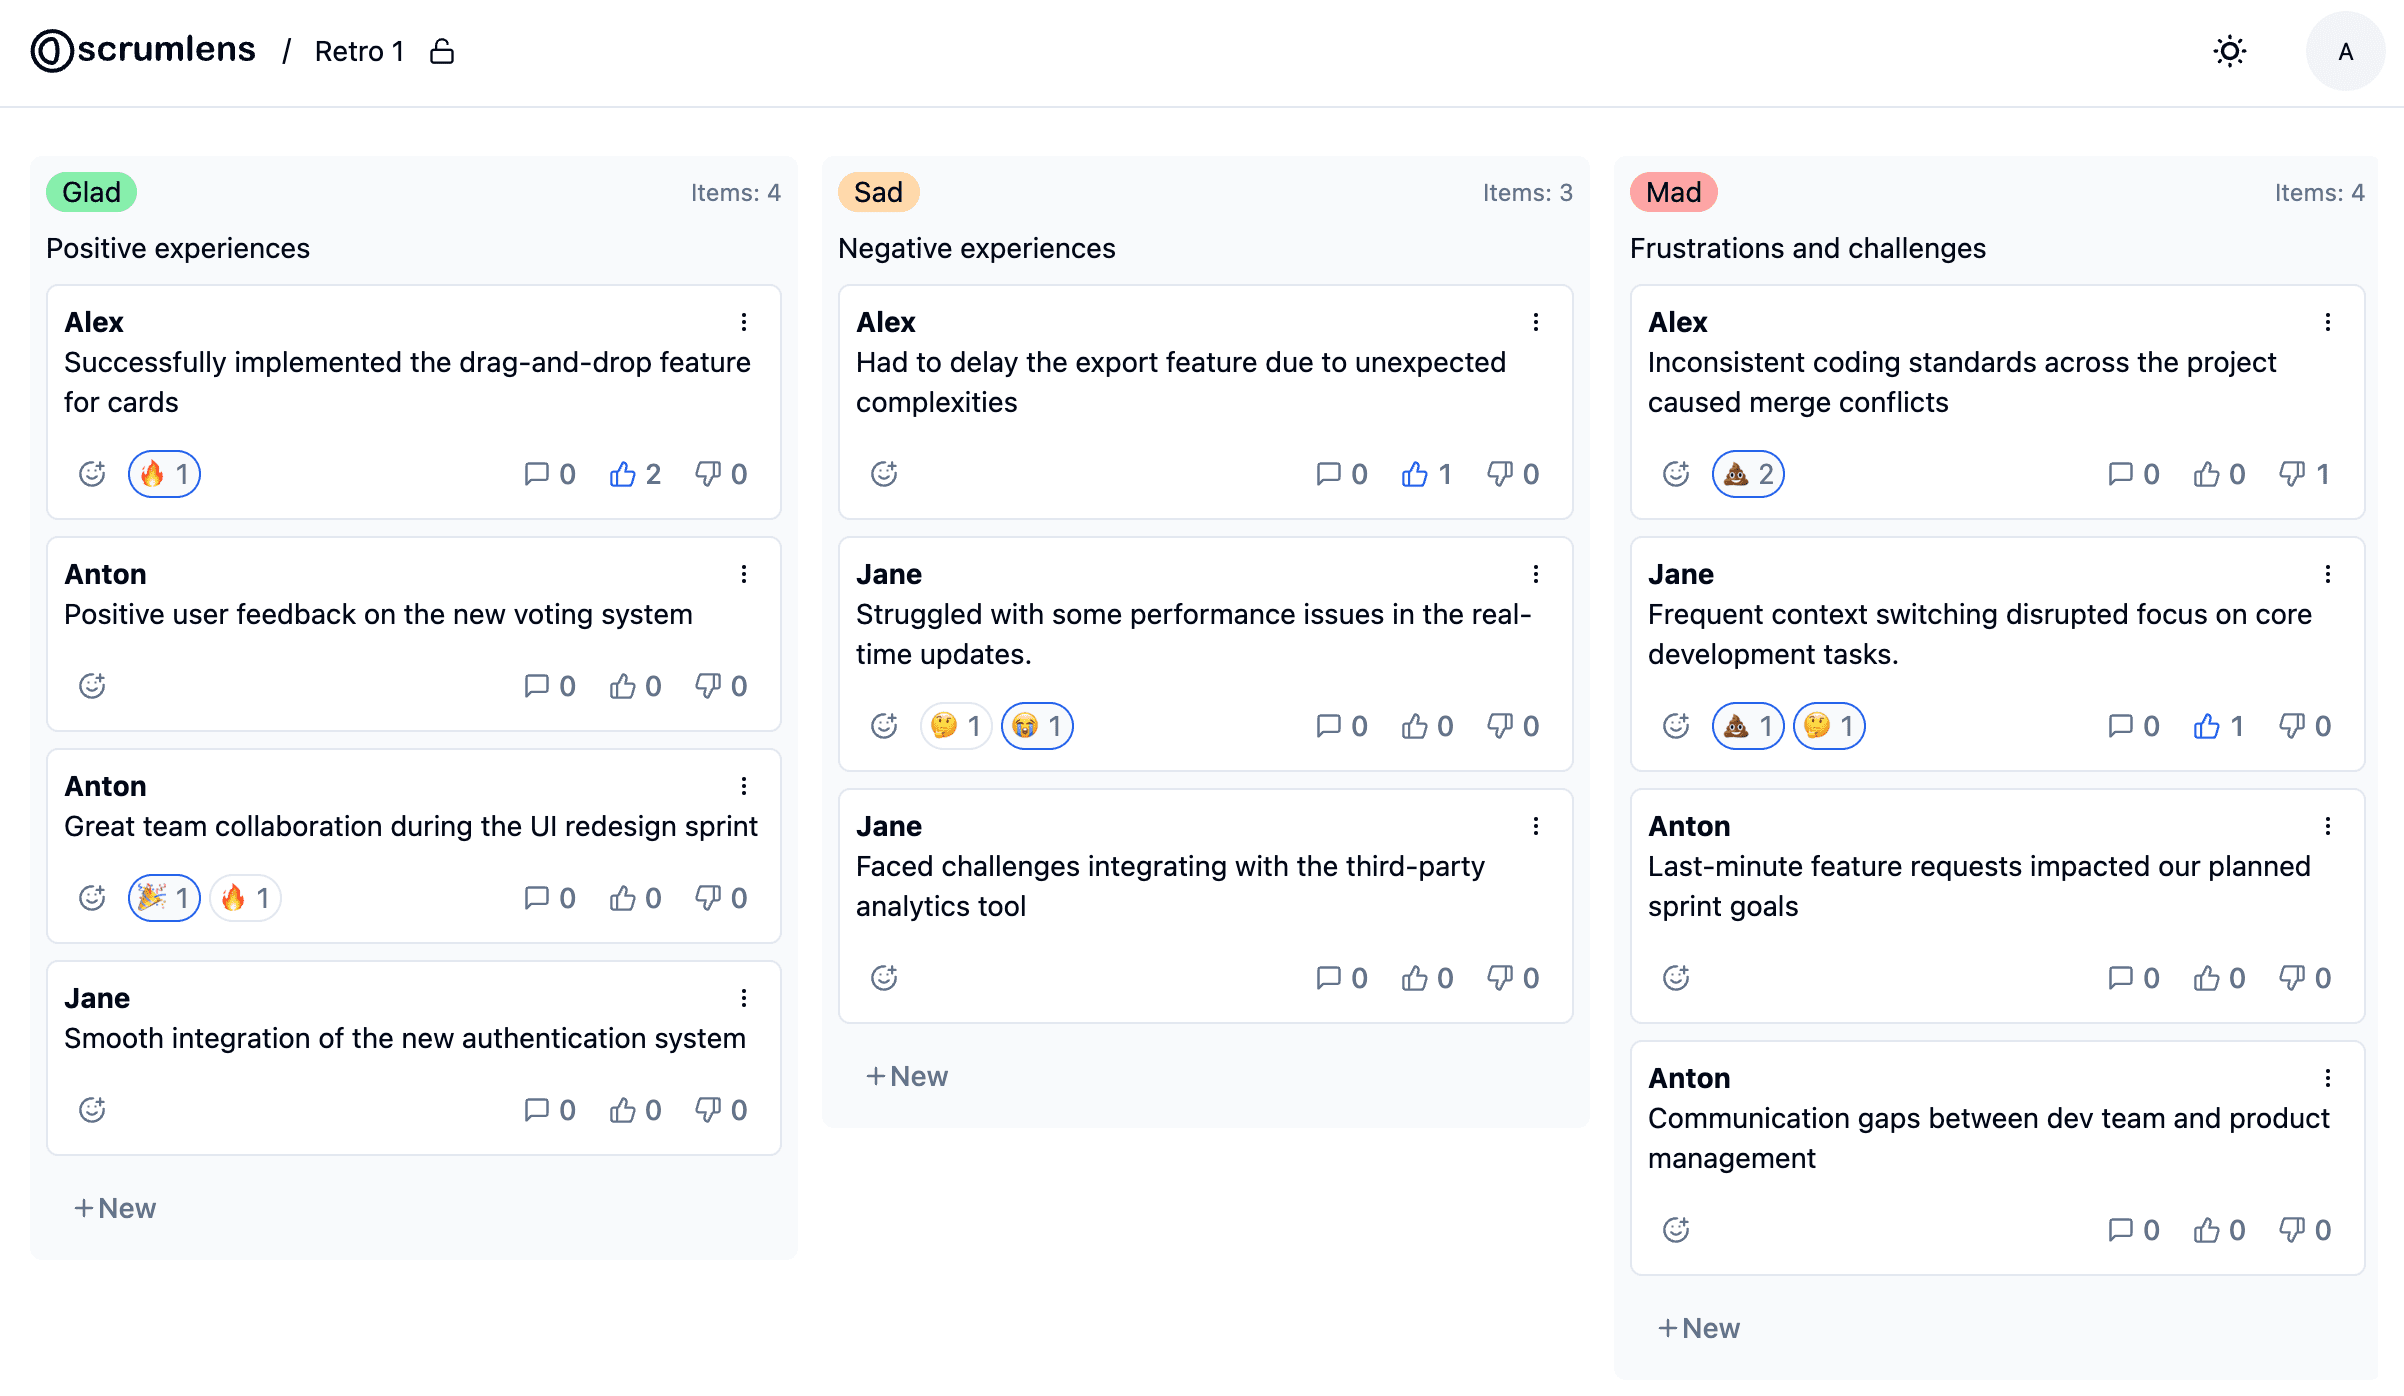 scrumlens / Retro 1
A
Glad
Items: 4
Positive experiences
Alex
Successfully implemented the drag-and-drop feature
for cards
🔥 1
0
2
0
Anton
Positive user feedback on the new voting system
0
0
0
Anton
Great team collaboration during the UI redesign sprint
🎉 1
🔥 1
0
0
0
Jane
Smooth integration of the new authentication system
0
0
0
+ New
Sad
Items: 3
Negative experiences
Alex
Had to delay the export feature due to unexpected
complexities
0
1
0
Jane
Struggled with some performance issues in the real-
time updates.
🤔 1
😭 1
0
0
0
Jane
Faced challenges integrating with the third-party
analytics tool
0
0
0
+ New
Mad
Items: 4
Frustrations and challenges
Alex
Inconsistent coding standards across the project
caused merge conflicts
💩 2
0
0
1
Jane
Frequent context switching disrupted focus on core
development tasks.
💩 1
🤔 1
0
1
0
Anton
Last-minute feature requests impacted our planned
sprint goals
0
0
0
Anton
Communication gaps between dev team and product
management
0
0
0
+ New